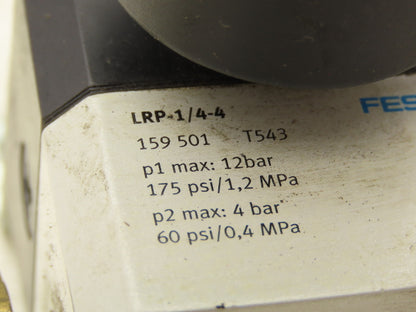 LRP-1/4-4
159 501 T543
FES
p1 max: 12bar
175 psi/1,2 MPa
p2 max: 4 bar
60 psi/0,4 MPa